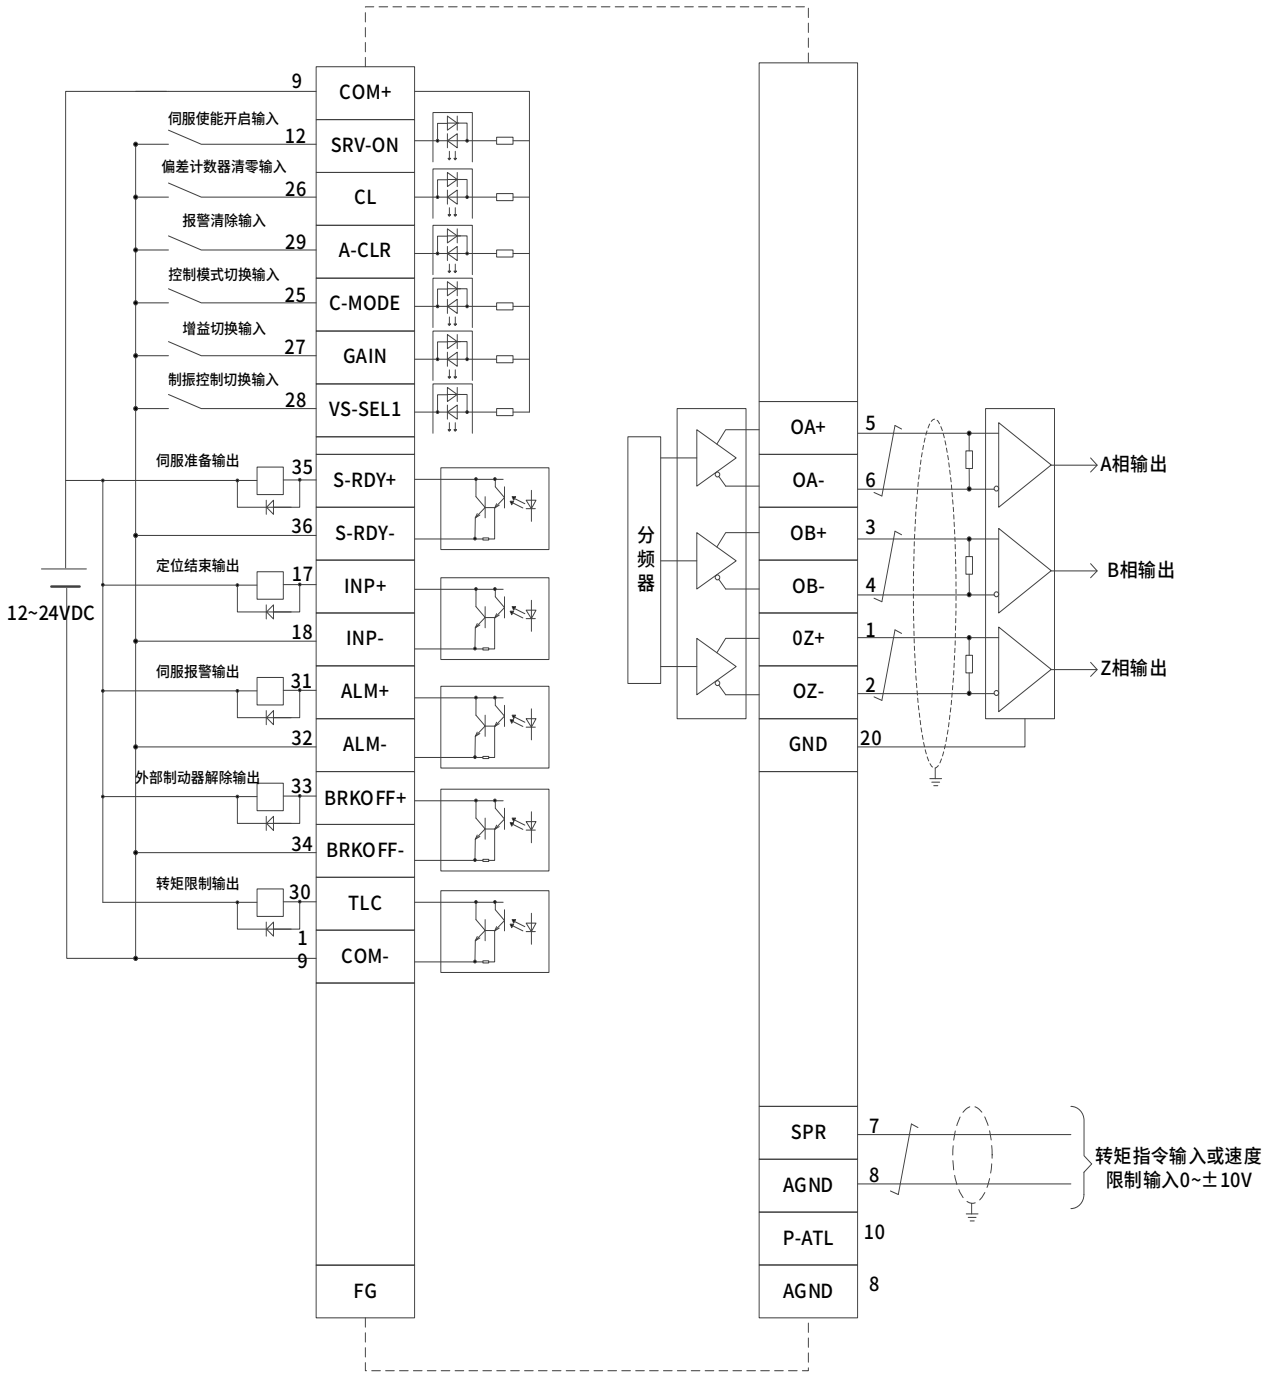 9
COM+
伺服使能开启输入
12
SRV-ON
偏差计数器清零输入
26
CL
报警清除输入
29
A-CLR
控制模式切换输入
25
C-MODE
增益切换输入
27
GAIN
制振控制切换输入
28
VS-SEL1
伺服准备输出
35
S-RDY+
36
S-RDY-
定位结束输出
17
INP+
12~24VDC
18
INP-
伺服报警输出
31
ALM+
32
ALM-
外部制动器解除输出
33
BRKOFF+
34
BRKOFF-
转矩限制输出
30
TLC
1
9
COM-
FG
分
频
器
OA+
5
A相输出
OA-
6
OB+
3
B相输出
OB-
4
0Z+
1
Z相输出
OZ-
2
GND
20
SPR
7
转矩指令输入或速度
限制输入0~±10V
AGND
8
P-ATL
10
AGND
8